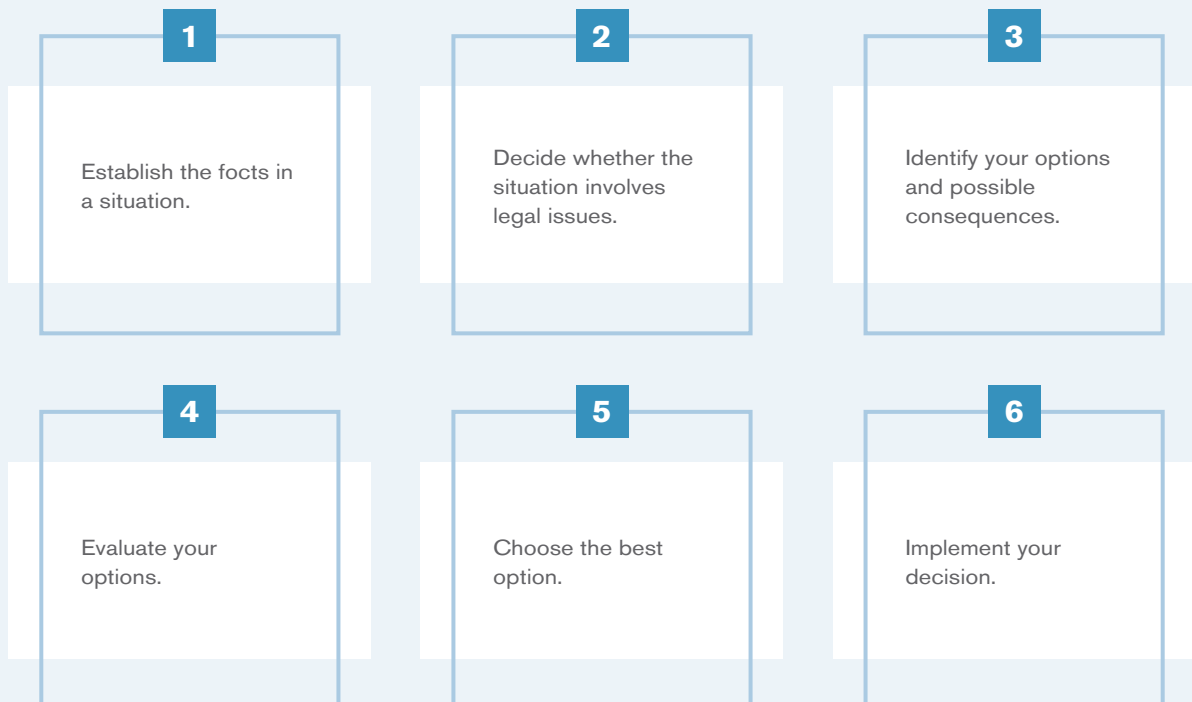 1
Establish the focts in
a situation.
2
Decide whether the
situation involves
legal issues.
3
Identify your options
and possible
consequences.
4
Evaluate your
options.
5
Choose the best
option.
6
Implement your
decision.